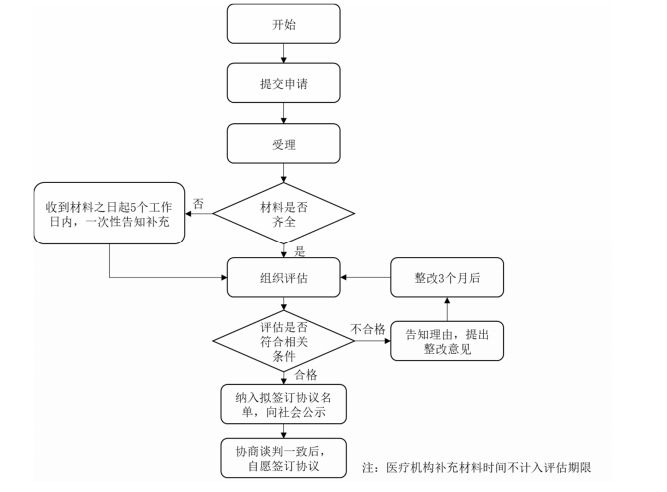 开始
提交申请
受理
材料是否
齐全
否
收到材料之日起5个工作
日内，一次性告知补充
是
组织评估
整改3个月后
评估是否
符合相关
条件
不合格
告知理由，提出
整改意见
合格
纳入拟签订协议名
单，向社会公示
协商谈判一致后，
自愿签订协议
注：医疗机构补充材料时间不计入评估期限